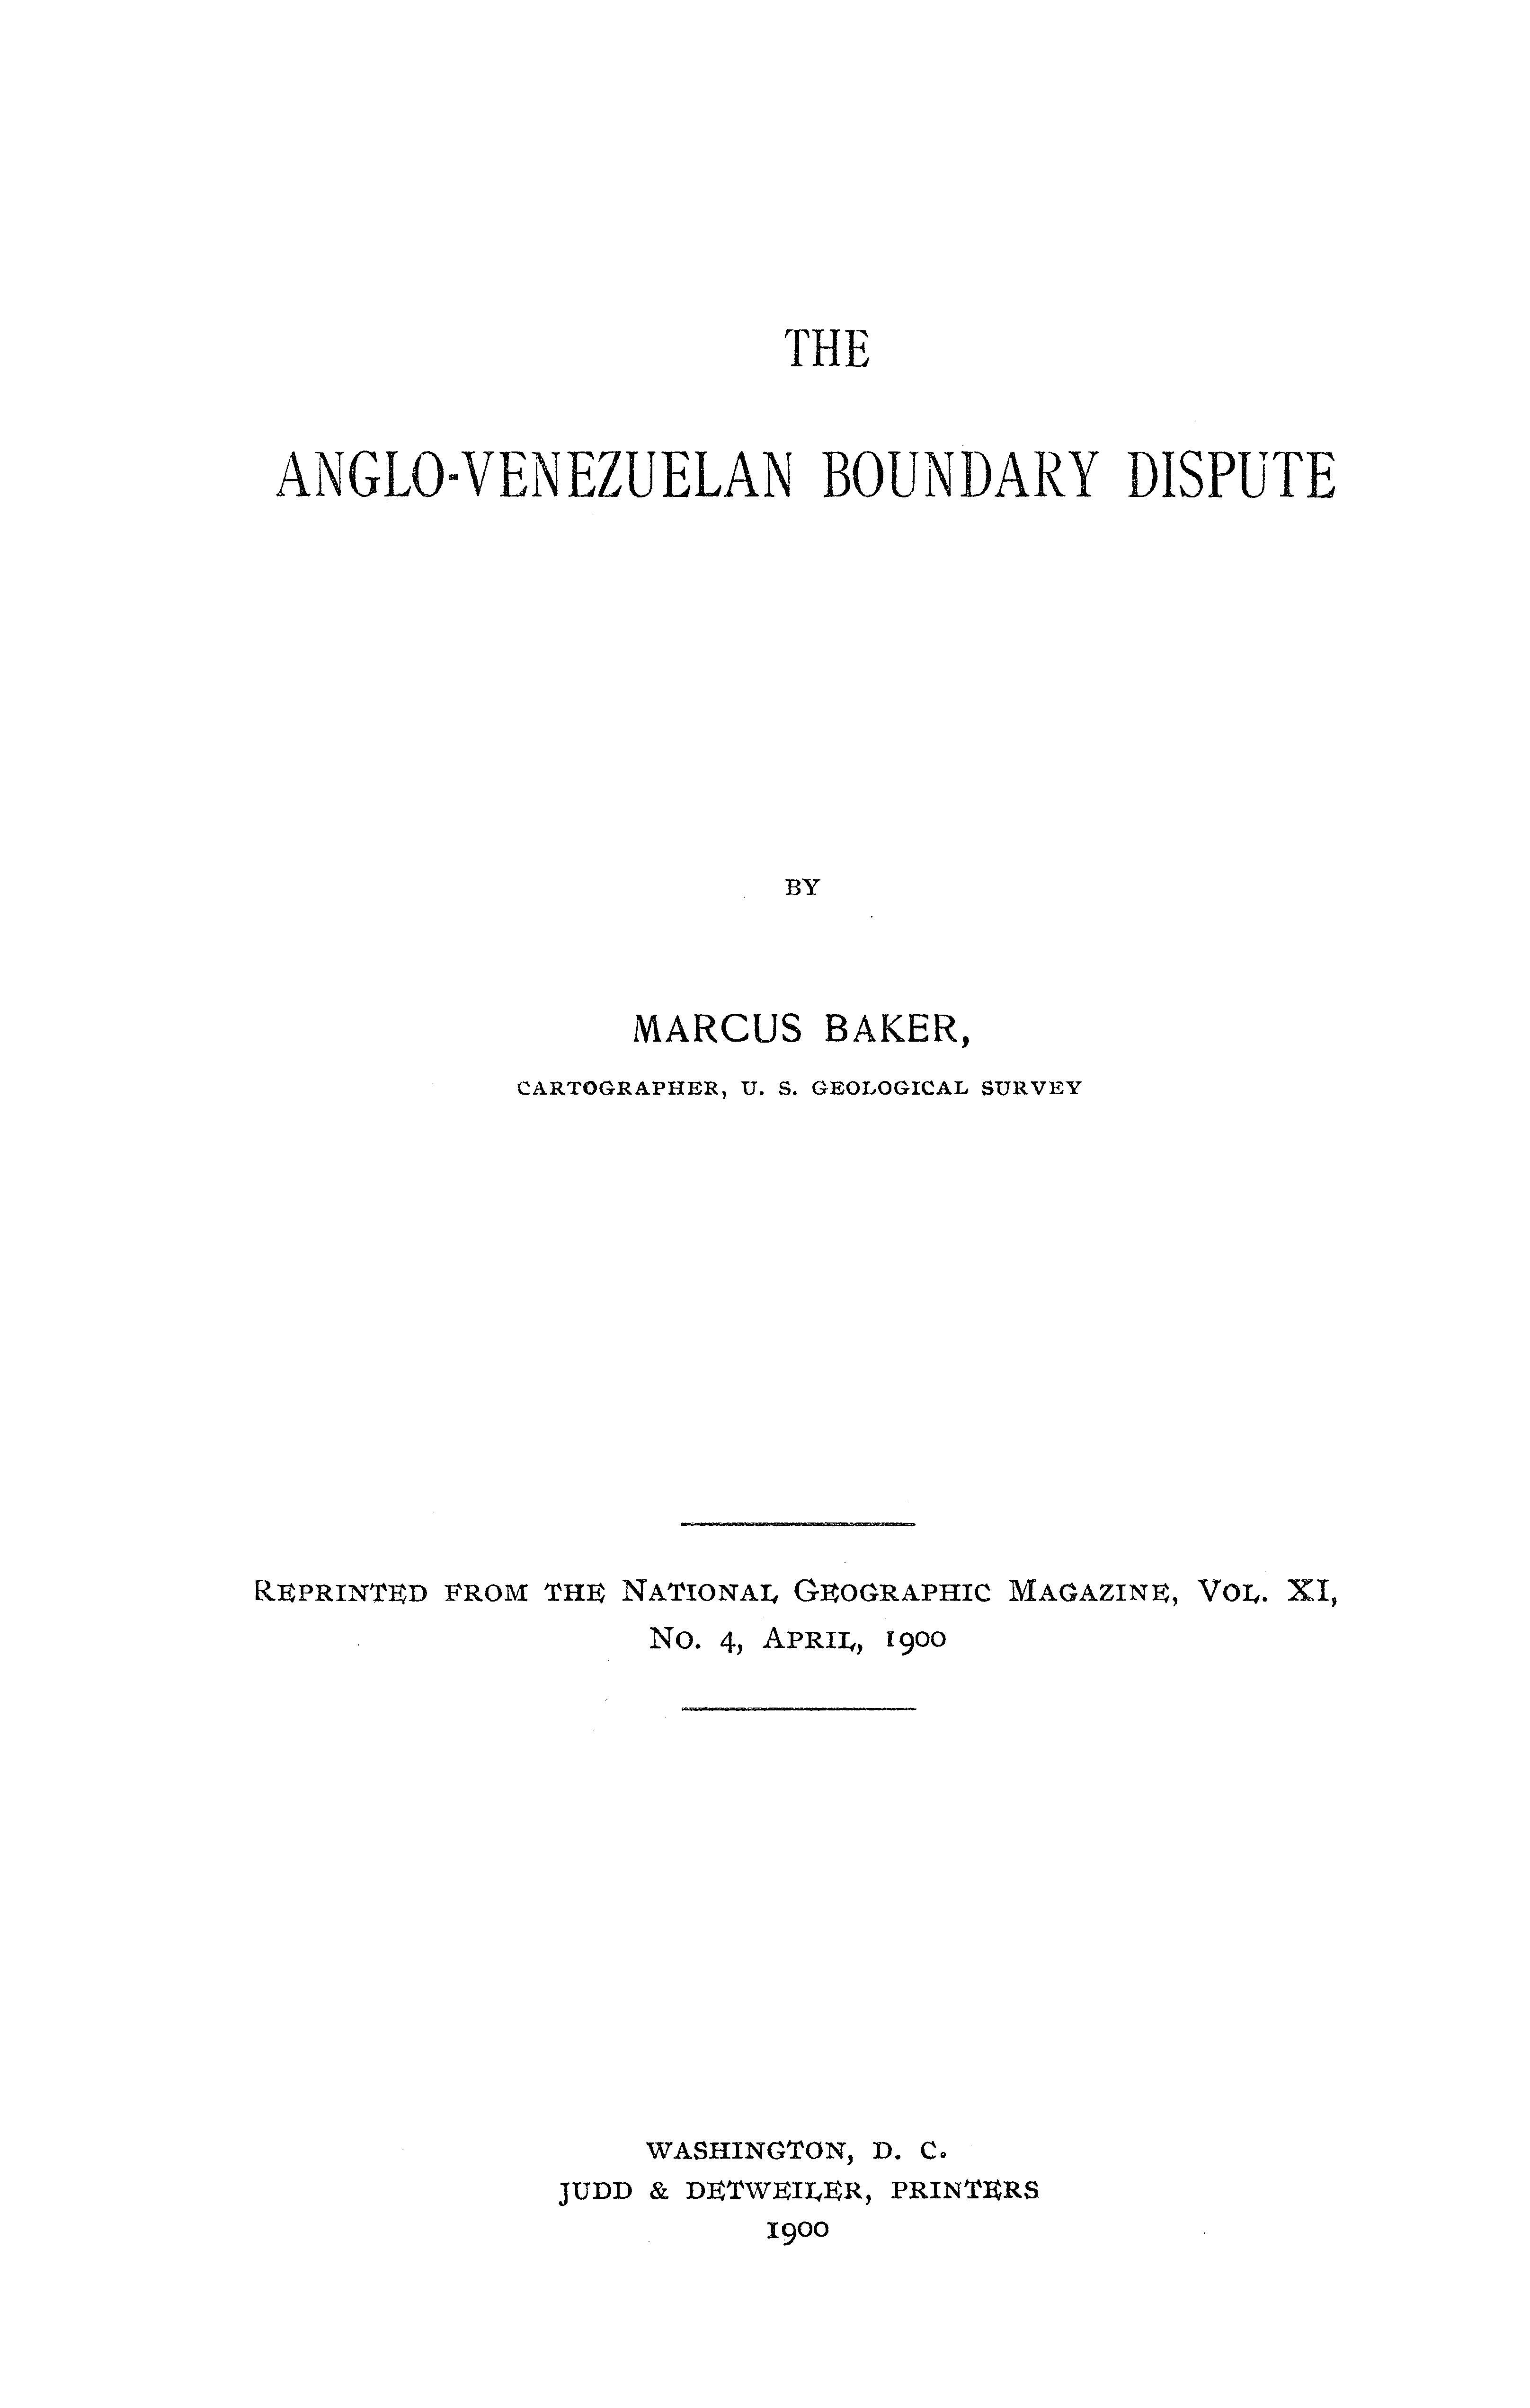 THE
ANGLO-VENEZUELAN BOUNDARY DISPUTE
BY
MARCUS BAKER,
CARTOGRAPHER, U. S. GEOLOGICAL SURVEY
REPRINTED FROM THE NATIONAL GEOGRAPHIC MAGAZINE, VOL. XI,
NO. 4, APRIL, 1900
WASHINGTON, D. C.
JUDD & DETWEILER, PRINTERS
1900